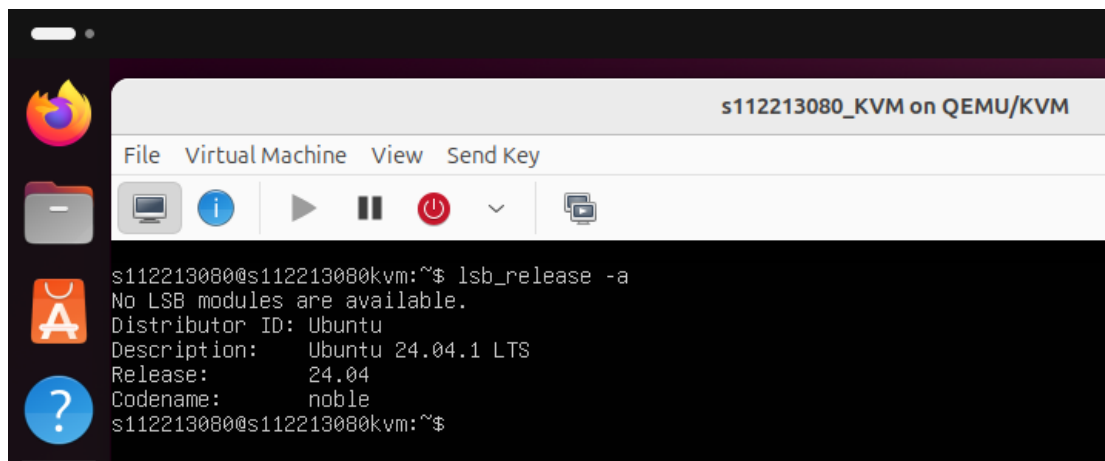 s112213080_KVM on QEMU/KVM
File Virtual Machine View Send Key
s112213080@s112213080kvm:~$ lsb_release -a
No LSB modules are available.
Distributor ID: Ubuntu
Description:    Ubuntu 24.04.1 LTS
Release:        24.04
Codename:       noble
s112213080@s112213080kvm:~$